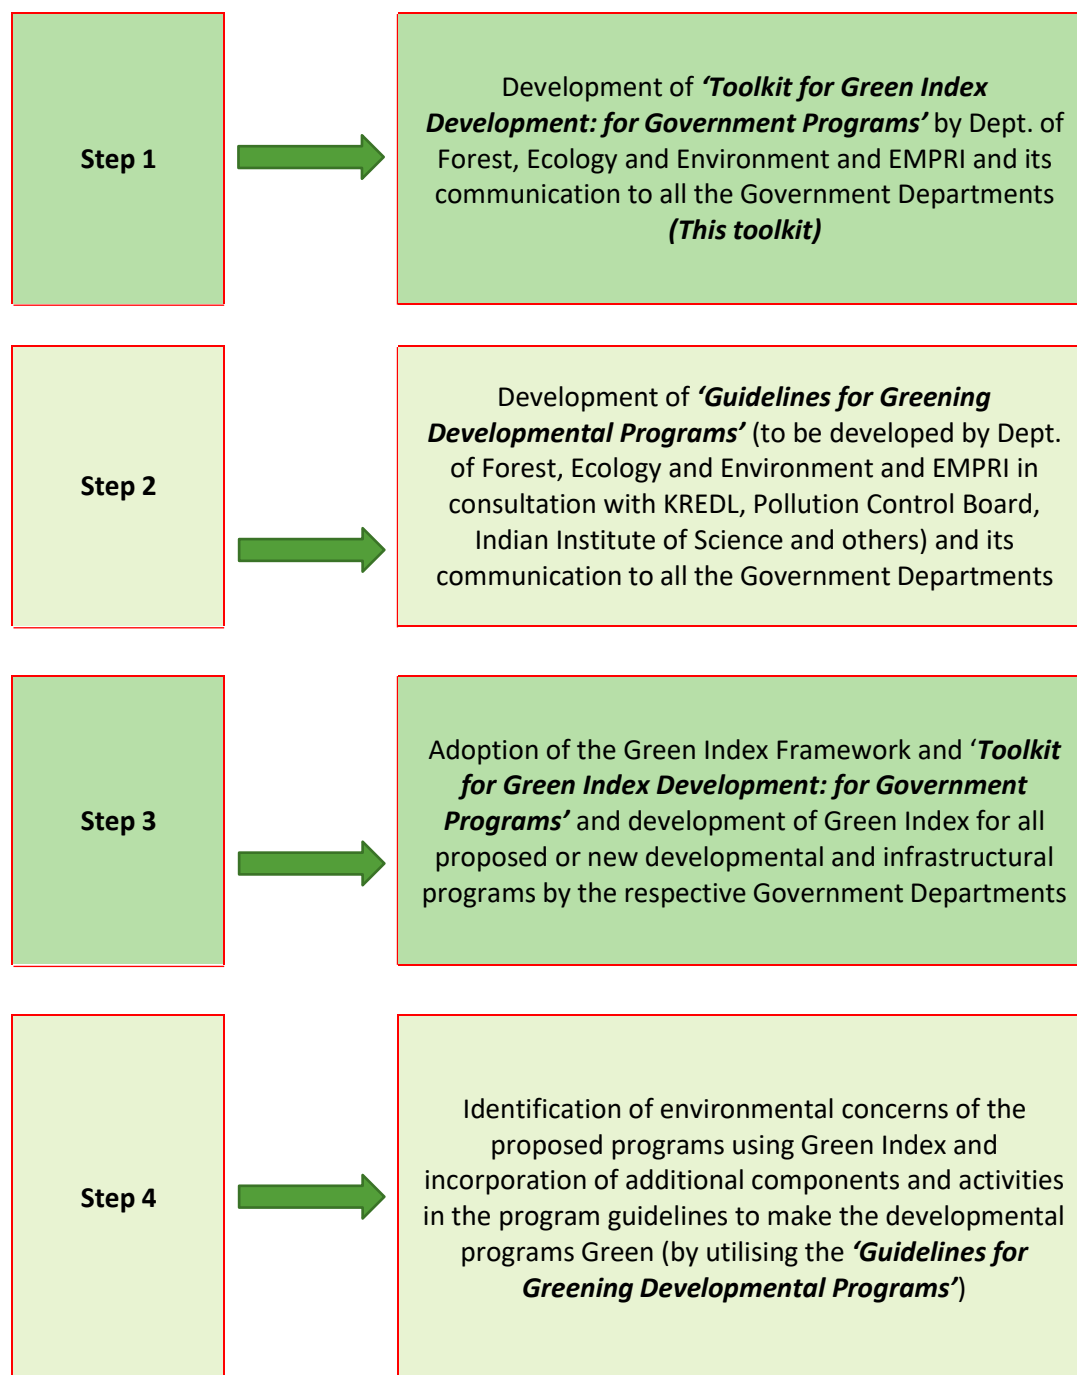 Step 1
Development of ‘Toolkit for Green Index
Development: for Government Programs’ by Dept. of
Forest, Ecology and Environment and EMPRI and its
communication to all the Government Departments
(This toolkit)
Step 2
Development of ‘Guidelines for Greening
Developmental Programs’ (to be developed by Dept.
of Forest, Ecology and Environment and EMPRI in
consultation with KREDL, Pollution Control Board,
Indian Institute of Science and others) and its
communication to all the Government Departments
Step 3
Adoption of the Green Index Framework and ‘Toolkit
for Green Index Development: for Government
Programs’ and development of Green Index for all
proposed or new developmental and infrastructural
programs by the respective Government Departments
Step 4
Identification of environmental concerns of the
proposed programs using Green Index and
incorporation of additional components and activities
in the program guidelines to make the developmental
programs Green (by utilising the ‘Guidelines for
Greening Developmental Programs’)